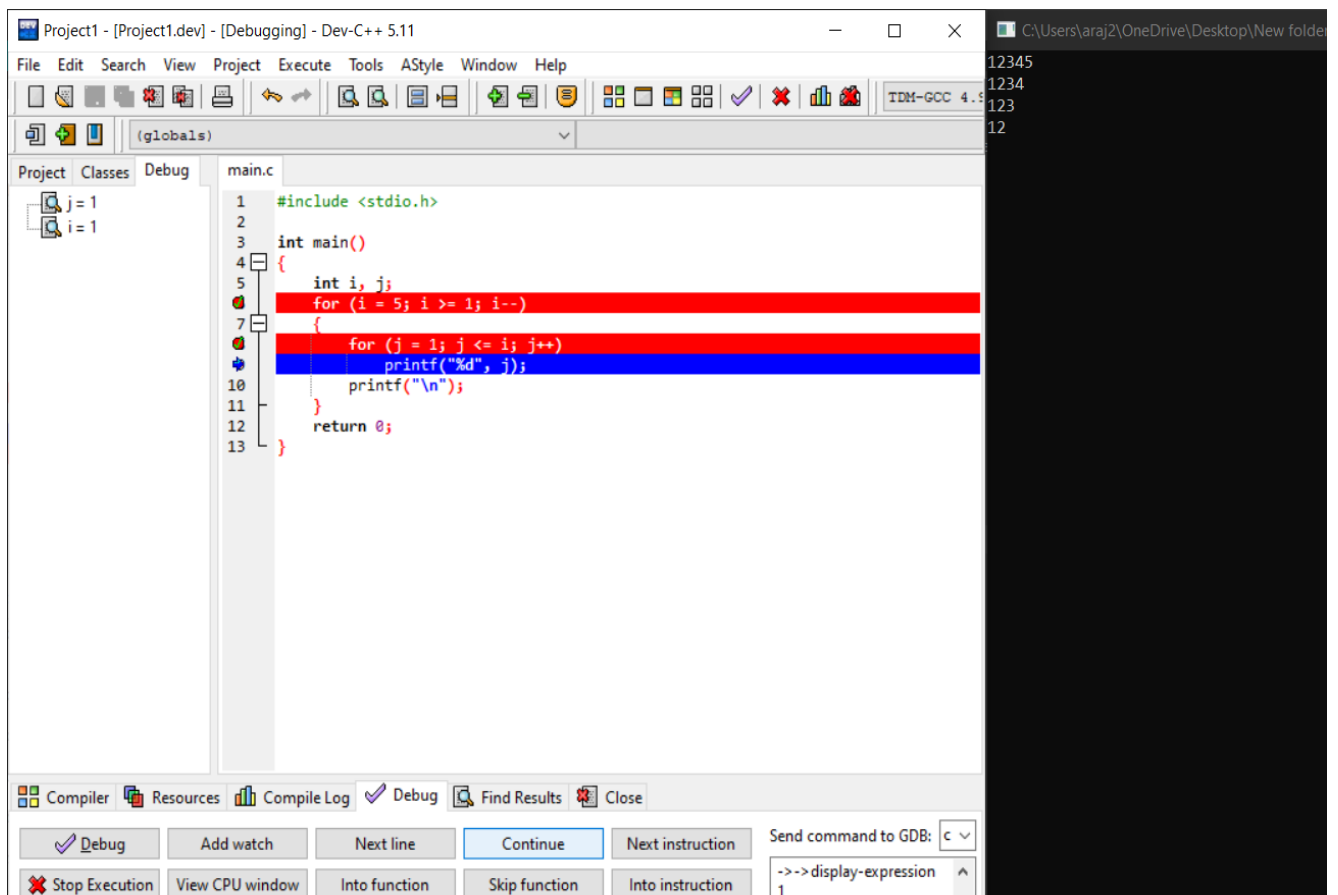 Project1 - [Project1.dev] - [Debugging] - Dev-C++ 5.11
File Edit Search View Project Execute Tools AStyle Window Help
TDM-GCC 4.9
(globals)
Project Classes Debug
j = 1
i = 1
main.c
1 #include <stdio.h>
2
3 int main()
4 {
5 int i, j;
for (i = 5; i >= 1; i--)
7 {
for (j = 1; j <= i; j++)
printf("%d", j);
10 printf("\n");
11 }
12 return 0;
13 }
Compiler Resources Compile Log Debug Find Results Close
Debug Add watch Next line Continue Next instruction Send command to GDB: c
Stop Execution View CPU window Into function Skip function Into instruction
->->display-expression
1
C:\Users\araj2\OneDrive\Desktop\New folder
12345
1234
123
12